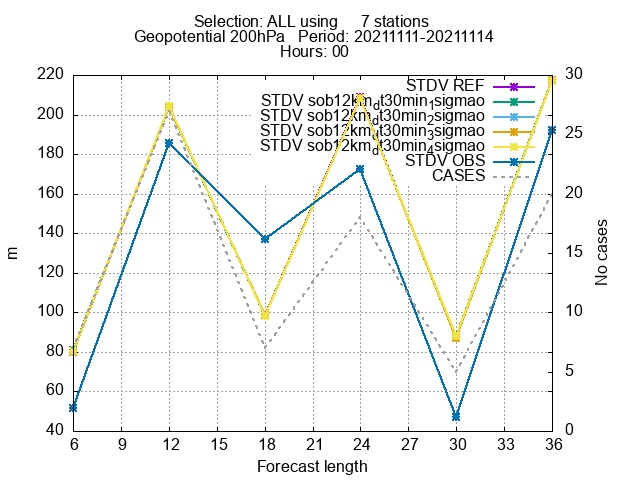 Selection: ALL using 7 stations
Geopotential 200hPa Period: 20211111-20211114
Hours: 00
220
200
180
160
140
120
100
80
60
40
m
STDV REF
STDV sob12km_dt30min_1sigmao
STDV sob12km_dt30min_2sigmao
STDV sob12km_dt30min_3sigmao
STDV sob12km_dt30min_4sigmao
STDV OBS
CASES
30
25
20
15
10
5
0
No cases
6 9 12 15 18 21 24 27 30 33 36
Forecast length